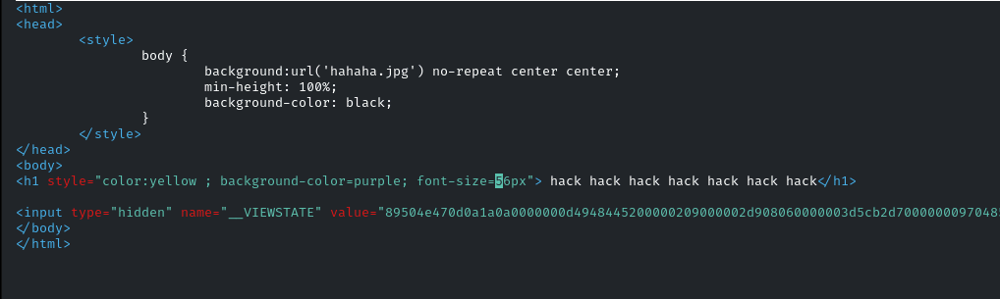 <html>
<head>
<style>
body {
background:url('hahaha.jpg') no-repeat center center;
min-height: 100%;
background-color: black;
}
</style>
</head>
<body>
<h1 style="color:yellow ; background-color=purple; font-size=56px"> hack hack hack hack hack hack hack</h1>
<input type="hidden" name="__VIEWSTATE" value="89504e470d0a1a0a0000000d4948445200000209000002d908060000003d5cb2d70000000970485
</body>
</html>